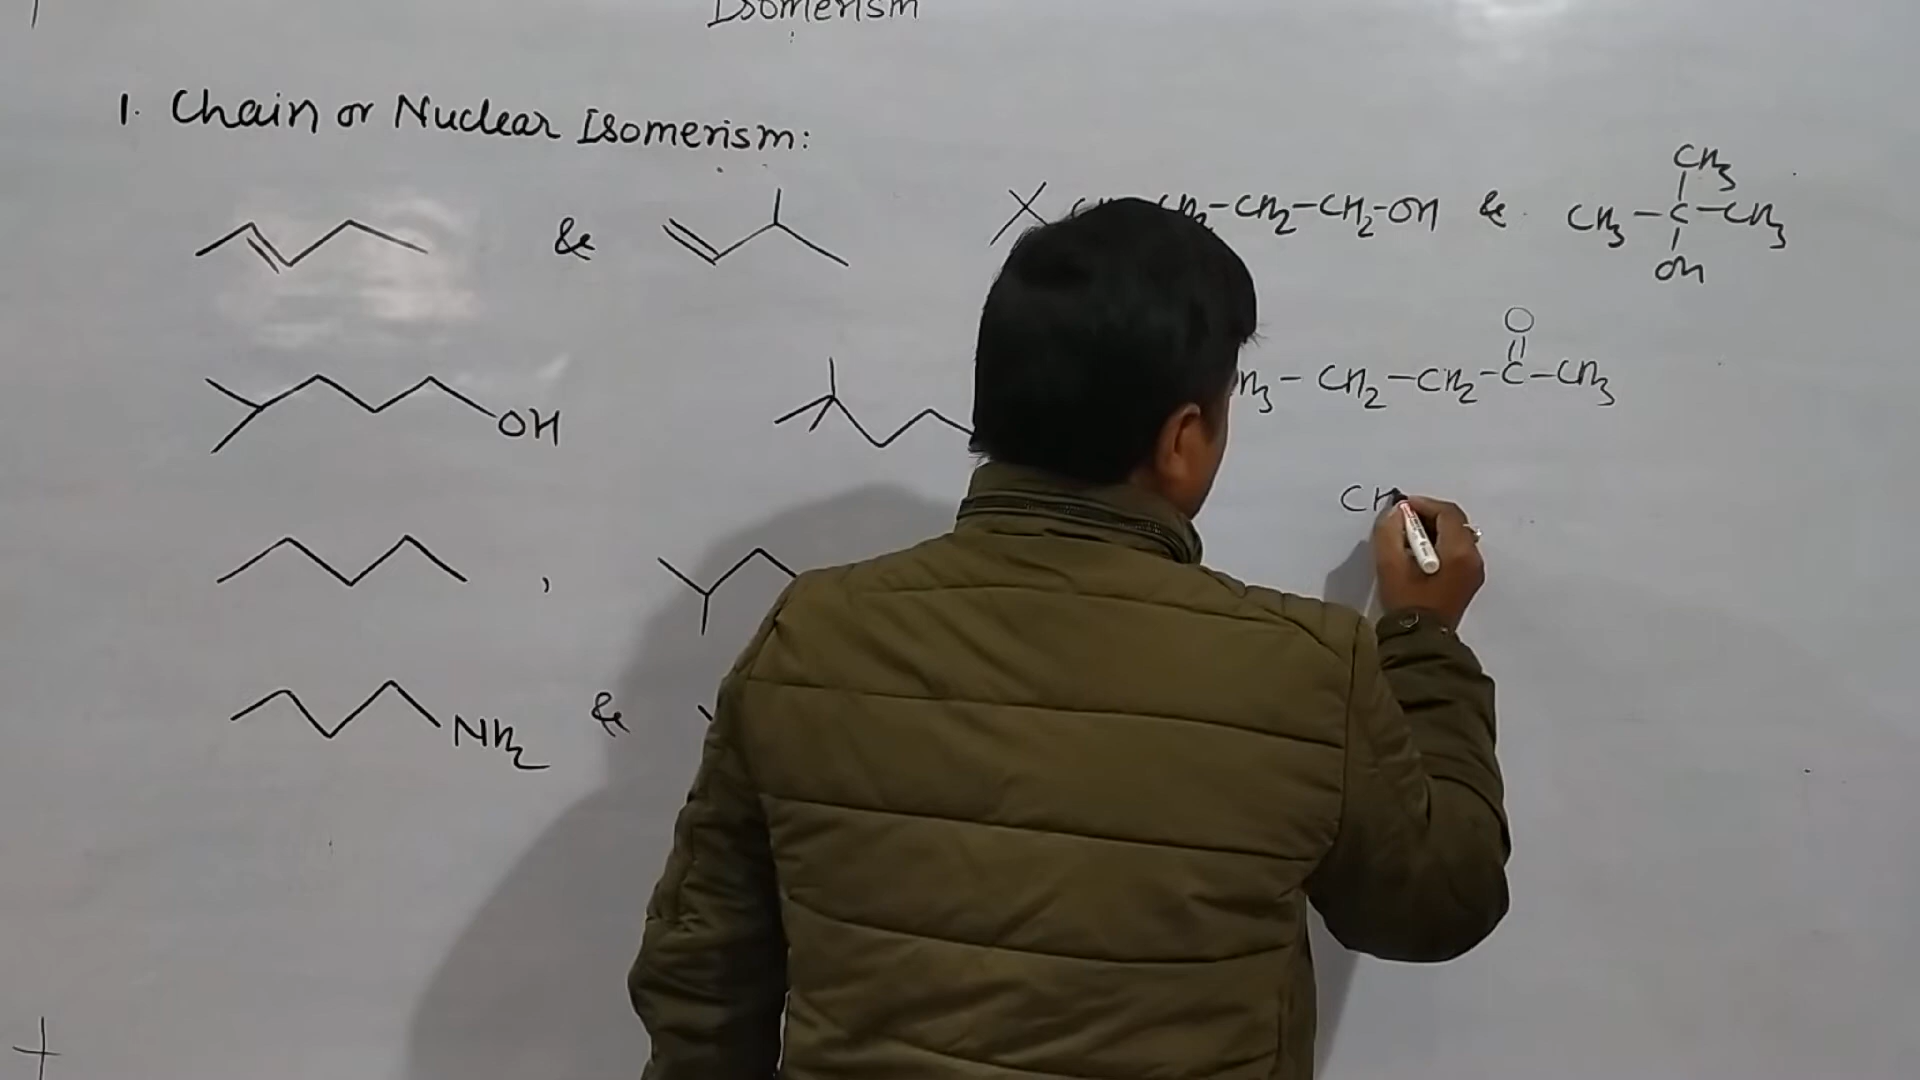 Isomerism
1. Chain or Nuclear Isomerism:
&
CH₂-CH₂-CH₂-OH & CH₃-C-CH₃
CH₃
OH
OH
O
CH₂-CH₂-C-CH₃
CH
,
NH₂ &